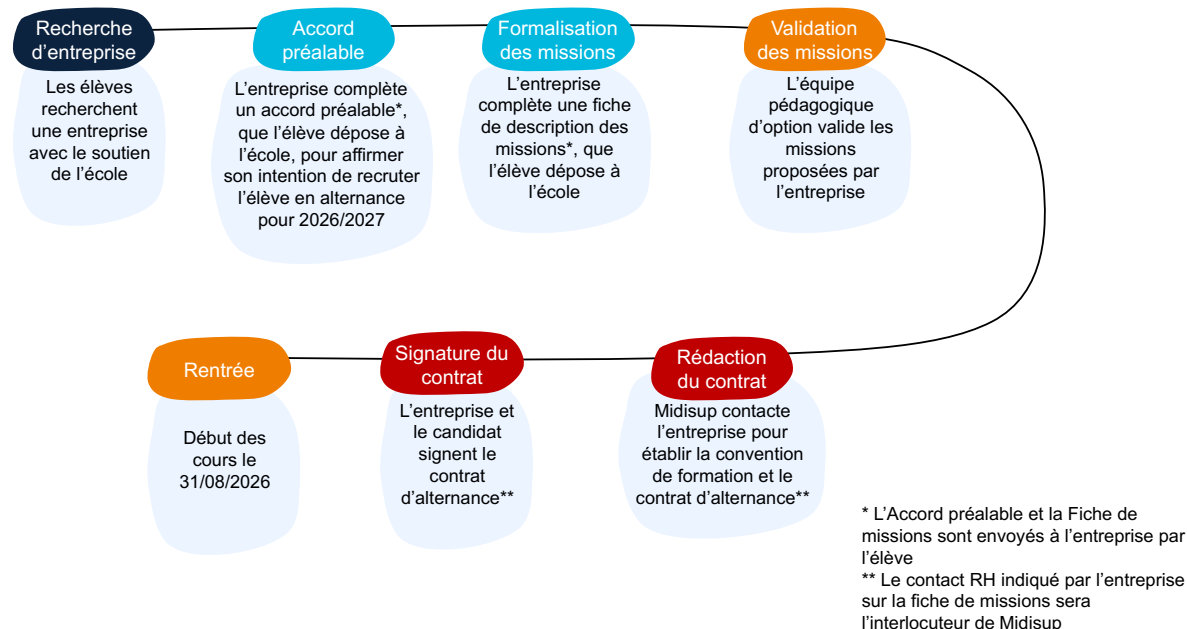 Recherche
d'entreprise
Les élèves
recherchent
une entreprise
avec le soutien
de l'école
Accord
préalable
L'entreprise complète
un accord préalable*,
que l'élève dépose à
l'école, pour affirmer
son intention de recruter
l'élève en alternance
pour 2026/2027
Formalisation
des missions
L'entreprise
complète une fiche
de description des
missions*, que
l'élève dépose à
l'école
Validation
des missions
L'équipe
pédagogique
d'option valide les
missions
proposées par
l'entreprise
Rédaction
du contrat
Midisup contacte
l'entreprise pour
établir la convention
de formation et le
contrat d'alternance**
Signature du
contrat
L'entreprise et
le candidat
signent le
contrat
d'alternance**
Rentrée
Début des
cours le
31/08/2026
* L'Accord préalable et la Fiche de
missions sont envoyés à l'entreprise par
l'élève
** Le contact RH indiqué par l'entreprise
sur la fiche de missions sera
l'interlocuteur de Midisup